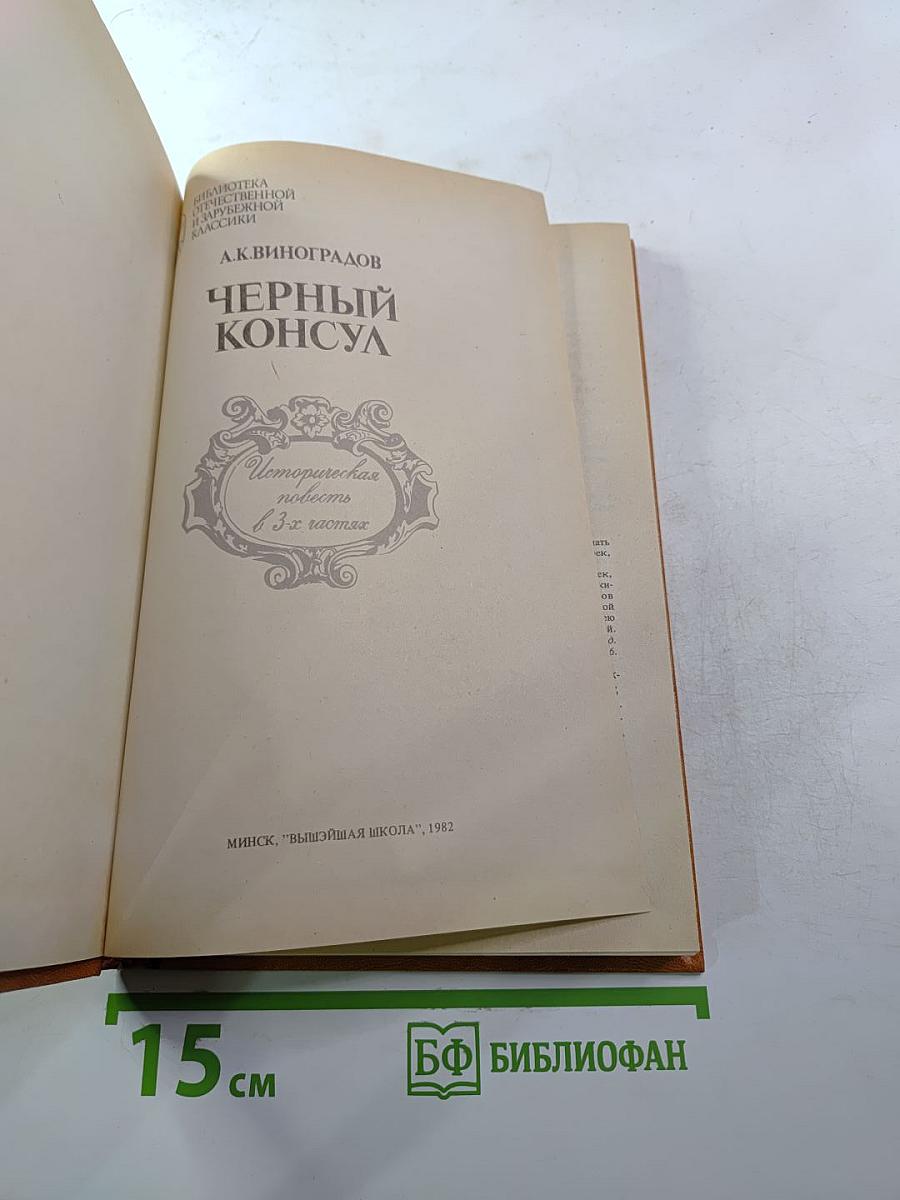 БИБЛИОТЕКА
ОТЕЧЕСТВЕННОЙ
И ЗАРУБЕЖНОЙ
КЛАССИКИ
А.К.ВИНОГРАДОВ
ЧЕРНЫЙ
КОНСУЛ
Историческая
повесть
в 3-х частях
МИНСК, "ВЫШЭЙШАЯ ШКОЛА", 1982
15 см
БФ БИБЛИОФАН